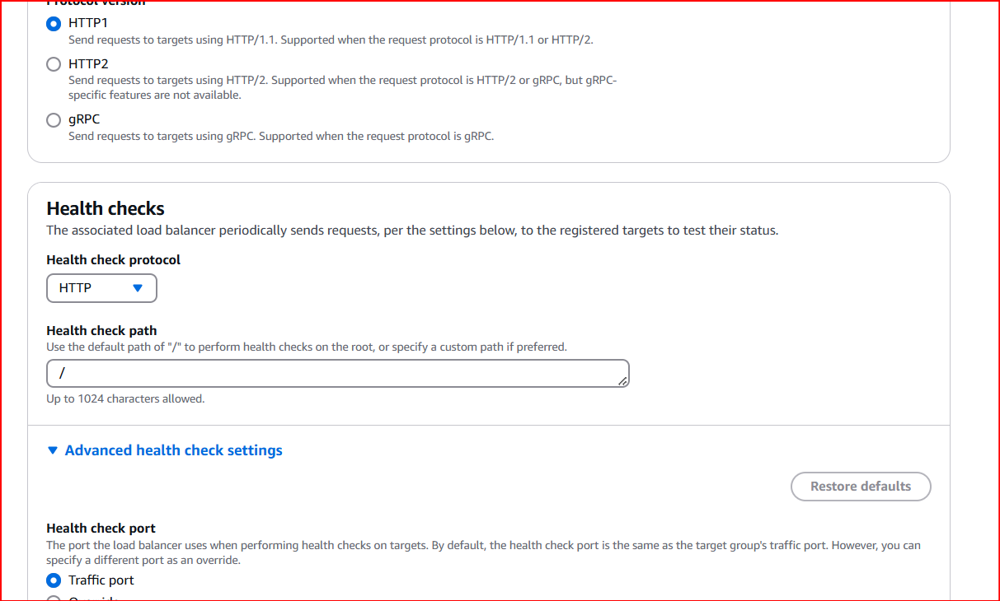 Protocol version
HTTP1
Send requests to targets using HTTP/1.1. Supported when the request protocol is HTTP/1.1 or HTTP/2.
HTTP2
Send requests to targets using HTTP/2. Supported when the request protocol is HTTP/2 or gRPC, but gRPC-
specific features are not available.
gRPC
Send requests to targets using gRPC. Supported when the request protocol is gRPC.
Health checks
The associated load balancer periodically sends requests, per the settings below, to the registered targets to test their status.
Health check protocol
HTTP
Health check path
Use the default path of "/" to perform health checks on the root, or specify a custom path if preferred.
/
Up to 1024 characters allowed.
Advanced health check settings
Restore defaults
Health check port
The port the load balancer uses when performing health checks on targets. By default, the health check port is the same as the target group's traffic port. However, you can
specify a different port as an override.
Traffic port
Override